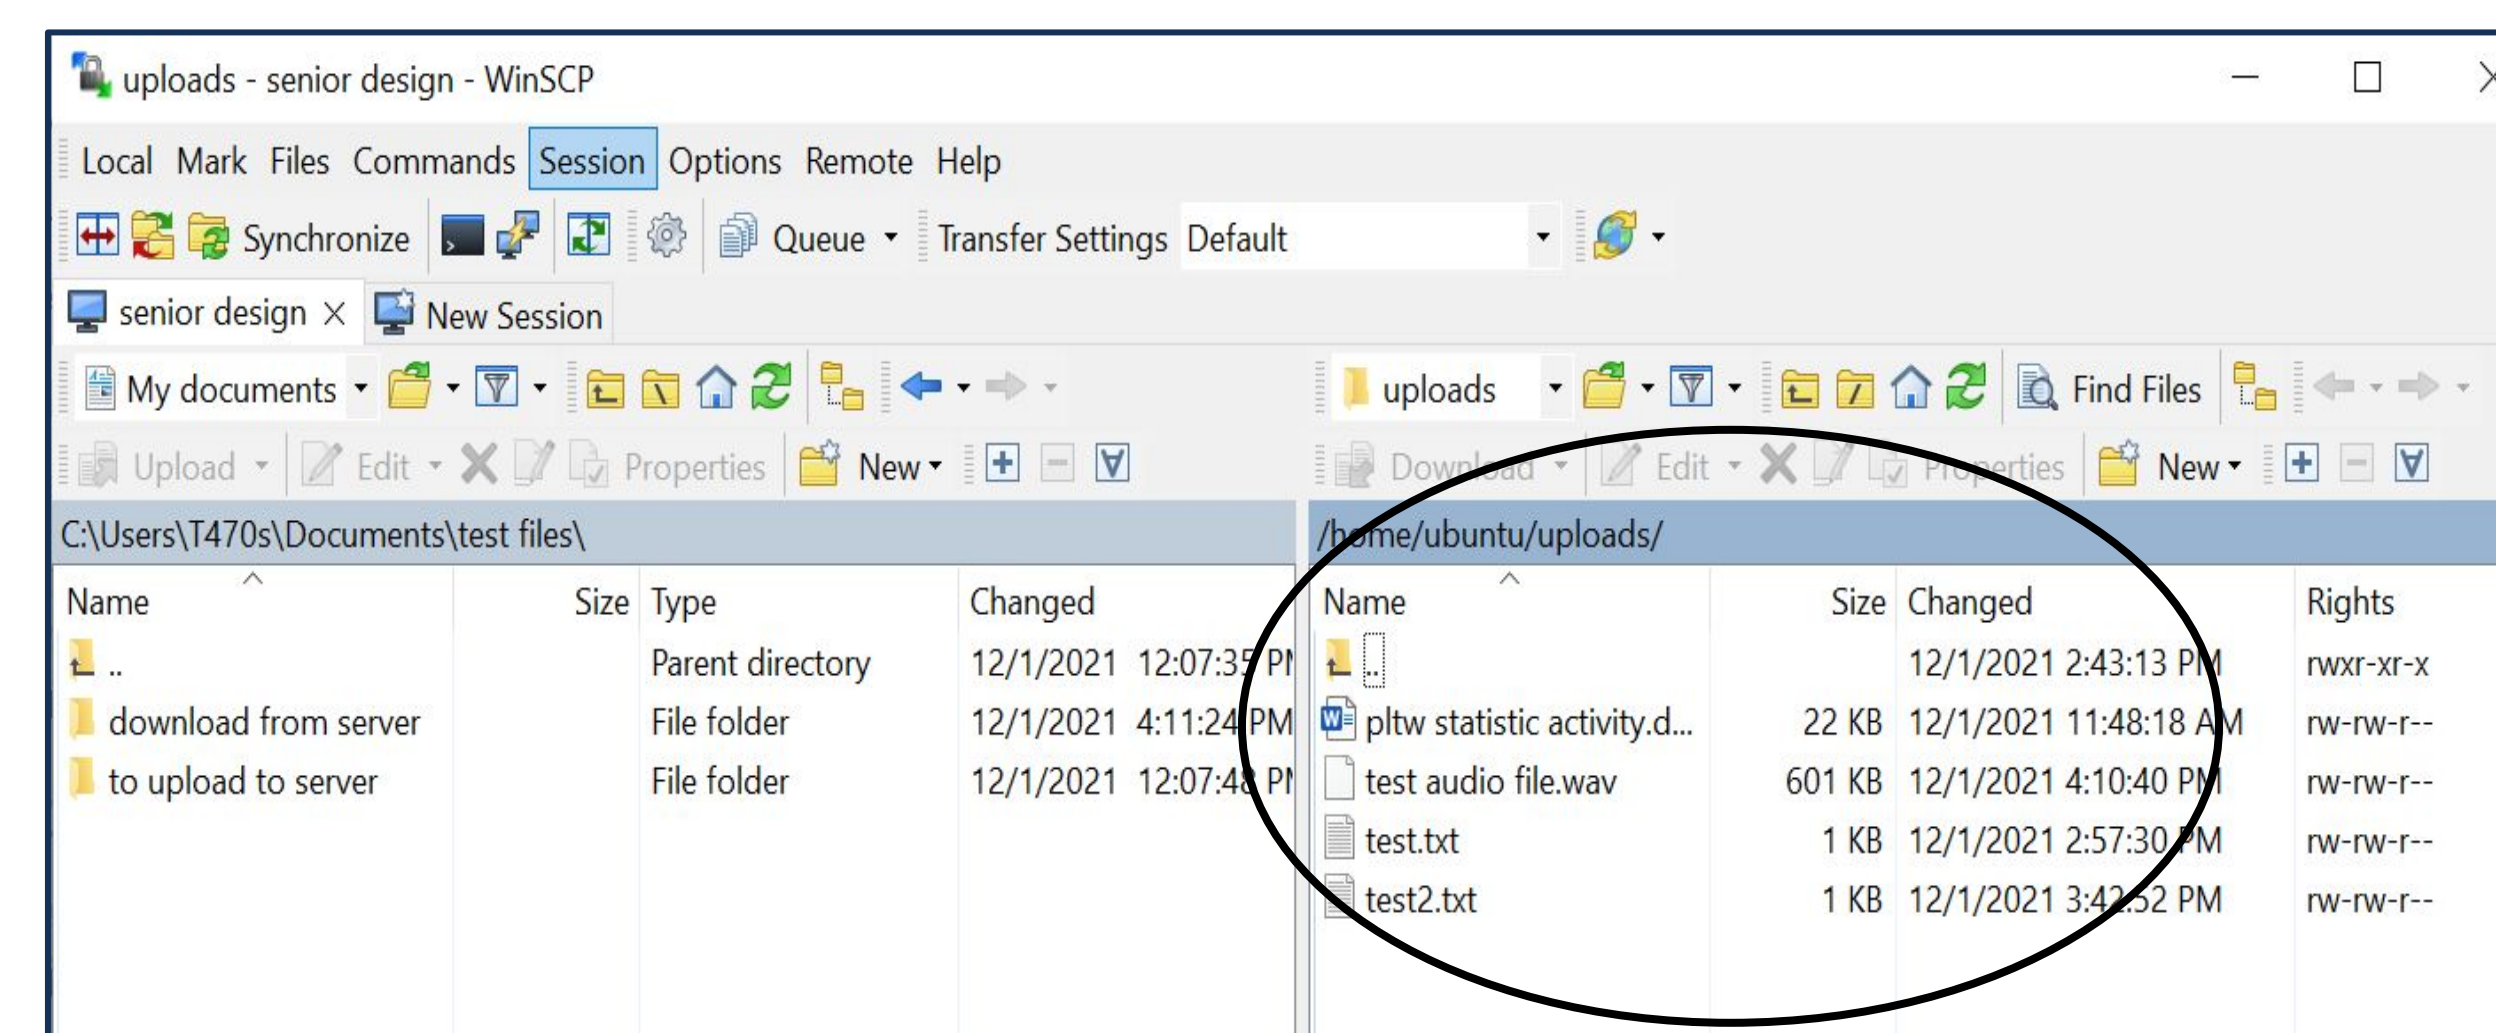 uploads - senior design - WinSCP
Local Mark Files Commands Session Options Remote Help
Synchronize Queue Transfer Settings Default
senior design New Session
My documents uploads Find Files
Upload Edit Properties New Download Edit Properties New
C:\Users\T470s\Documents\test files\ /home/ubuntu/uploads/
Name Size Type Changed Name Size Changed Rights
.. Parent directory 12/1/2021 12:07:35 PM .. 12/1/2021 2:43:13 PM rwxr-xr-x
download from server File folder 12/1/2021 4:11:24 PM pltw statistic activity.d... 22 KB 12/1/2021 11:48:18 AM rw-rw-r--
to upload to server File folder 12/1/2021 12:07:48 PM test audio file.wav 601 KB 12/1/2021 4:10:40 PM rw-rw-r--
test.txt 1 KB 12/1/2021 2:57:30 PM rw-rw-r--
test2.txt 1 KB 12/1/2021 3:42:52 PM rw-rw-r--